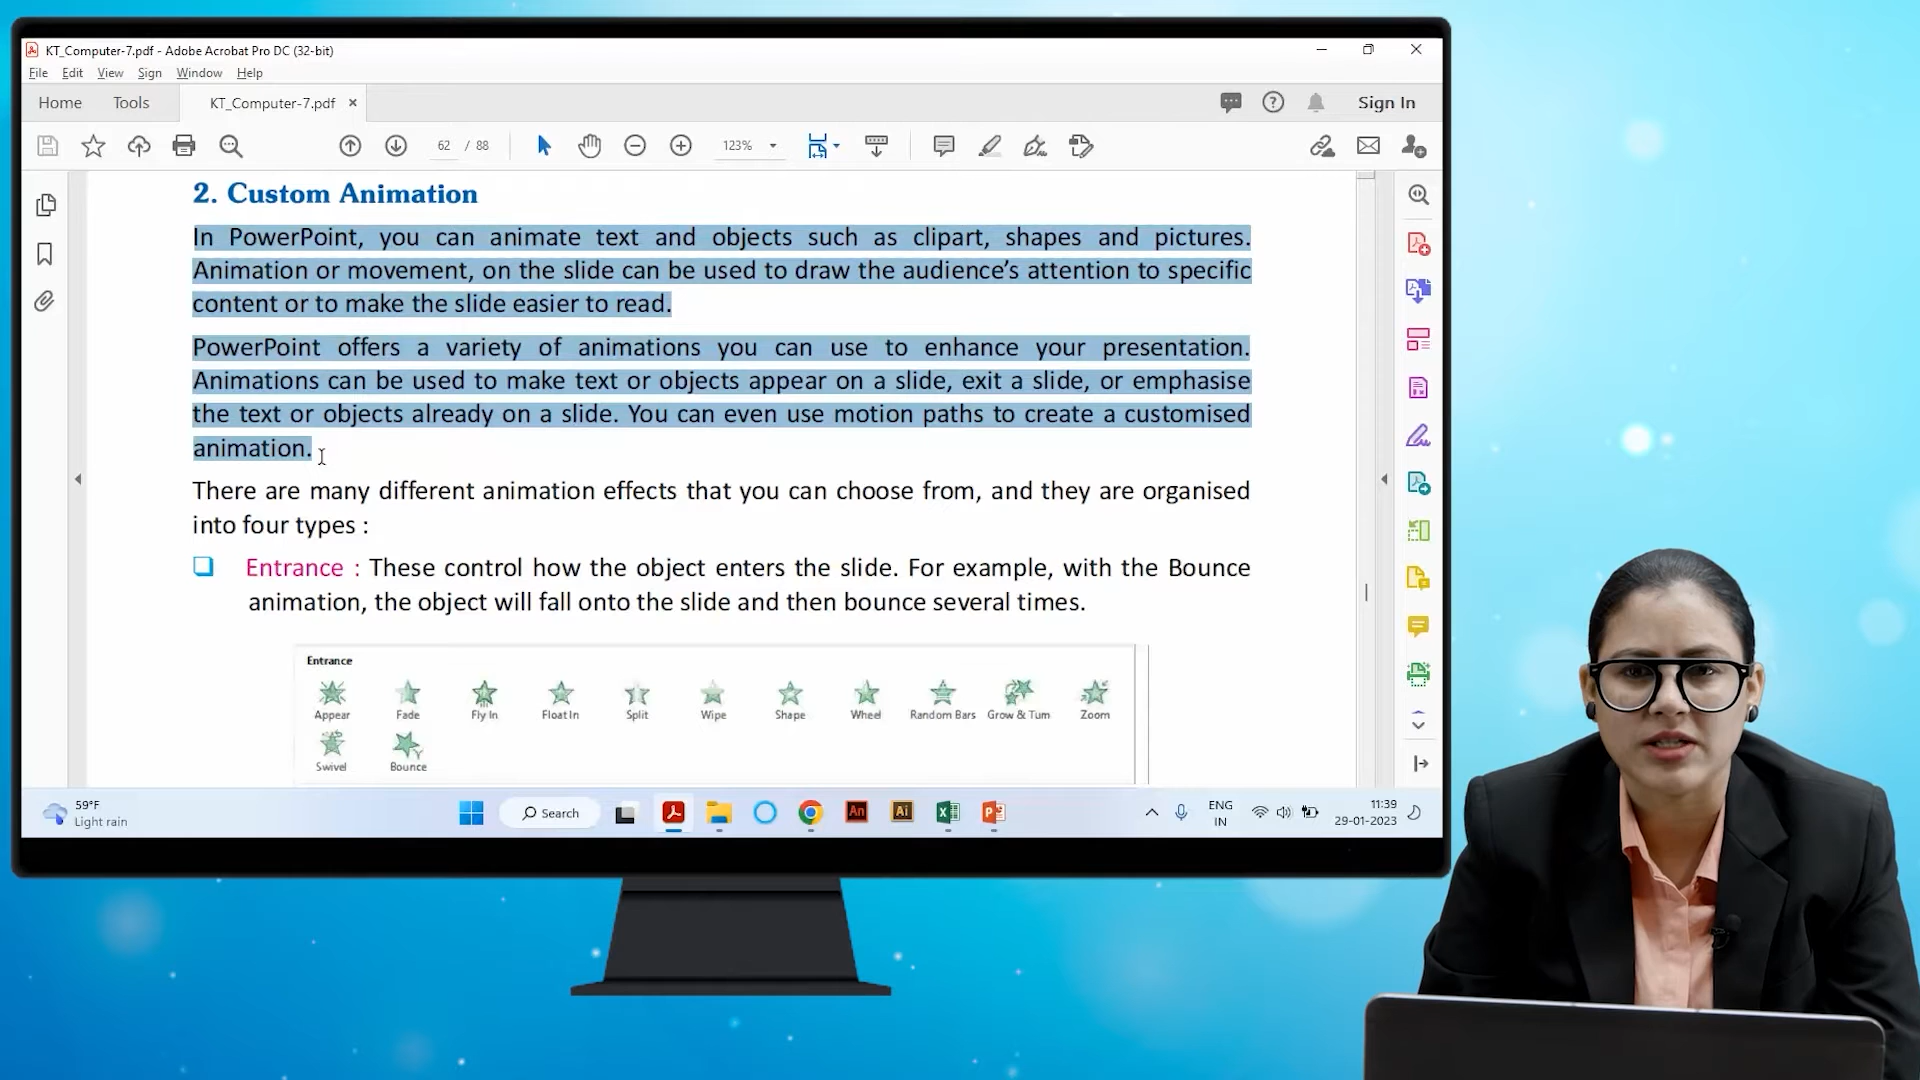 KT_Computer-7.pdf - Adobe Acrobat Pro DC (32-bit)
File Edit View Sign Window Help
Home Tools KT_Computer-7.pdf Sign In
62 / 88 123%
2. Custom Animation
In PowerPoint, you can animate text and objects such as clipart, shapes and pictures.
Animation or movement, on the slide can be used to draw the audience's attention to specific
content or to make the slide easier to read.
PowerPoint offers a variety of animations you can use to enhance your presentation.
Animations can be used to make text or objects appear on a slide, exit a slide, or emphasise
the text or objects already on a slide. You can even use motion paths to create a customised
animation.
There are many different animation effects that you can choose from, and they are organised
into four types :
Entrance : These control how the object enters the slide. For example, with the Bounce
animation, the object will fall onto the slide and then bounce several times.
Entrance
Appear Fade Fly In Float In Split Wipe Shape Wheel Random Bars Grow & Turn Zoom
Swivel Bounce
59°F
Light rain
Search
An
Ai
ENG
IN
11:39
29-01-2023